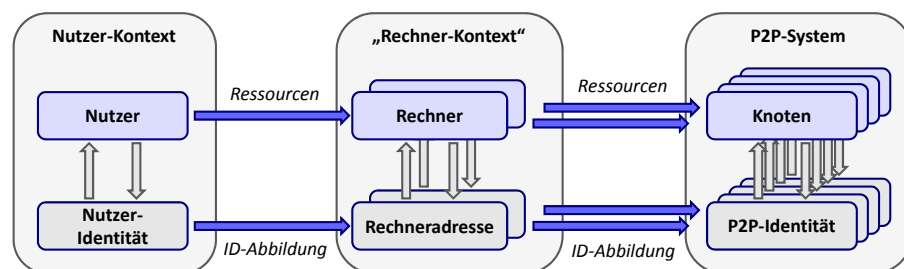 Nutzer-Kontext
„Rechner-Kontext“
P2P-System
Ressourcen
Ressourcen
Nutzer
Rechner
Knoten
Nutzer-
Identität
Rechneradresse
P2P-Identität
ID-Abbildung
ID-Abbildung